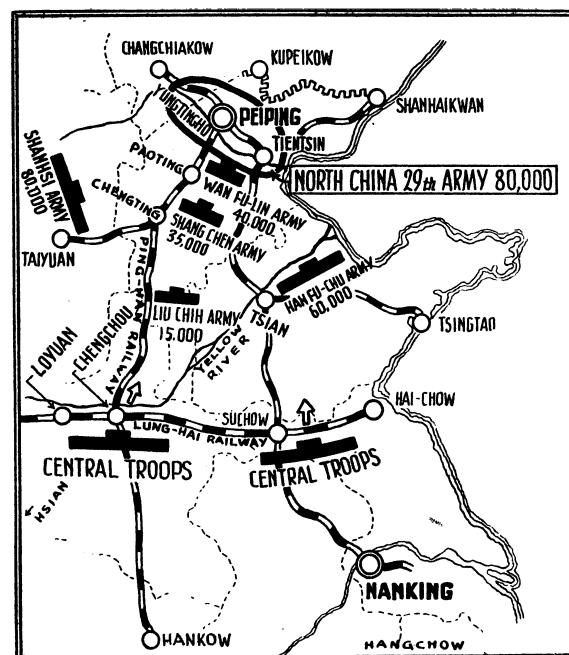 CHANGCHIAKOW
KUPEIKOW
SHANHAIKWAN
YUNGTINGHO
PEIPING
TIENTSIN
NORTH CHINA 29th ARMY 80,000
SHANHSI ARMY
80,000
PAOTING
WAN FU-LIN ARMY
40,000
CHENGTING
SHANG CHEN ARMY
35,000
TAIYUAN
PING-HAN RAILWAY
HAN FU-CHU ARMY
60,000
TSIAN
TSINGTAO
LIU CHIH ARMY
15,000
YELLOW
RIVER
LOYUAN
CHENGCHOU
HAI-CHOW
SUCHOW
LUNG-HAI RAILWAY
CENTRAL TROOPS
CENTRAL TROOPS
HSIAN
NANKING
HANKOW
HANGCHOW